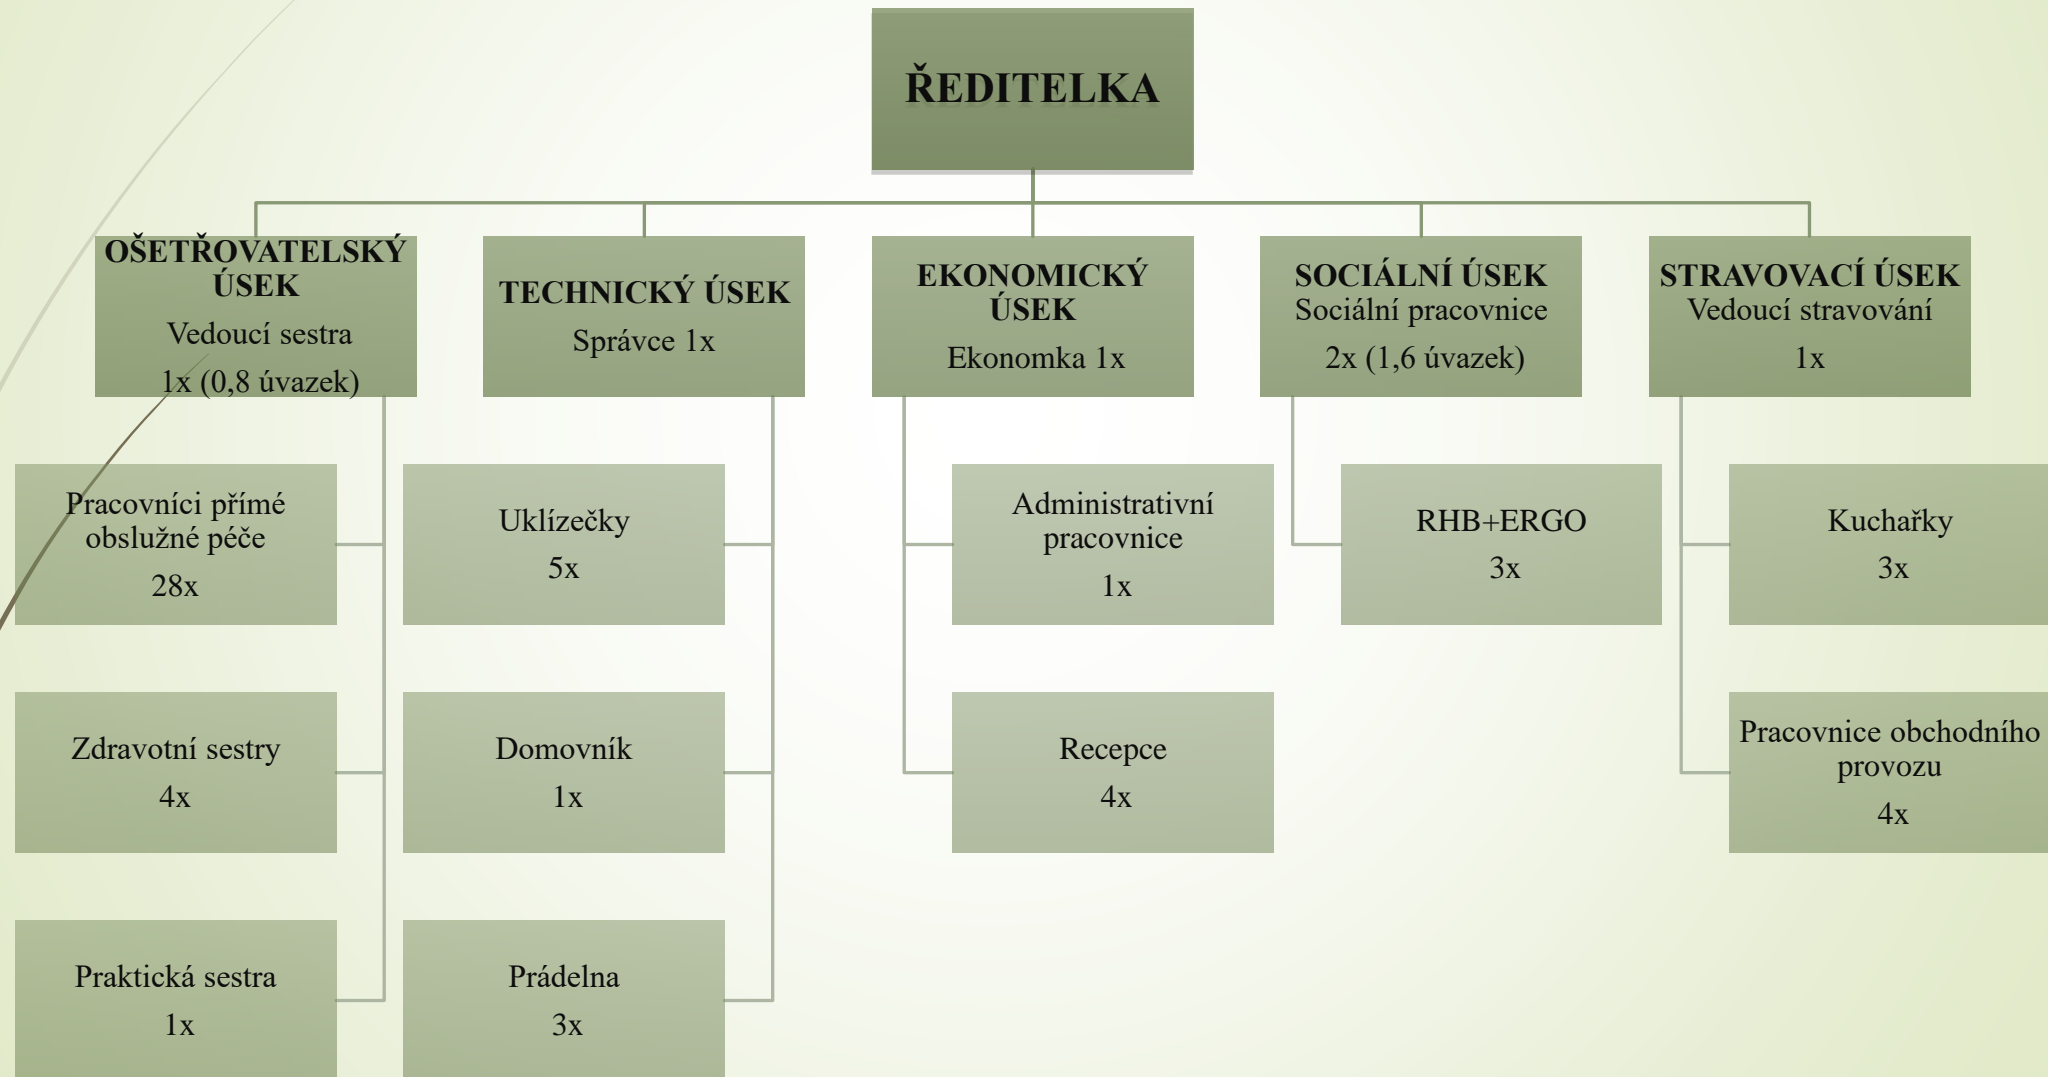 ŘEDITELKA
OŠETŘOVATELSKÝ
ÚSEK
Vedoucí sestra
1x (0,8 úvazek)
TECHNICKÝ ÚSEK
Správce 1x
EKONOMICKÝ
ÚSEK
Ekonomka 1x
SOCIÁLNÍ ÚSEK
Sociální pracovnice
2x (1,6 úvazek)
STRAVOVACÍ ÚSEK
Vedoucí stravování
1x
Pracovníci přímé
obslužné péče
28x
Uklízečky
5x
Administrativní
pracovnice
1x
RHB+ERGO
3x
Kuchařky
3x
Zdravotní sestry
4x
Domovník
1x
Recepce
4x
Pracovnice obchodního
provozu
4x
Praktická sestra
1x
Prádelna
3x